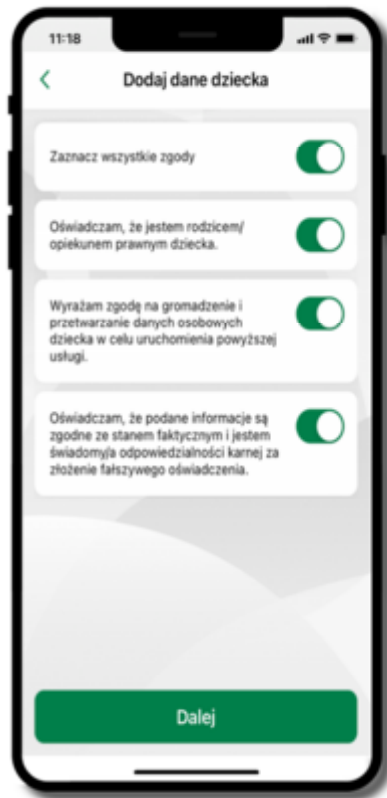 11:18
Dodaj dane dziecka
Zaznacz wszystkie zgody
Oświadczam, że jestem rodzicem/
opiekunem prawnym dziecka.
Wyrażam zgodę na gromadzenie i
przetwarzanie danych osobowych
dziecka w celu uruchomienia powyższej
usługi.
Oświadczam, że podane informacje są
zgodne ze stanem faktycznym i jestem
świadomy/a odpowiedzialności karnej za
złożenie fałszywego oświadczenia.
Dalej